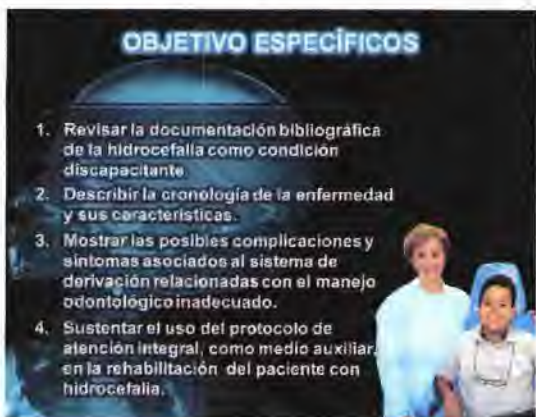 OBJETIVO ESPECÍFICOS
1. Revisar la documentación bibliográfica
de la hidrocefalia como condición
discapacitante.
2. Describir la cronología de la enfermedad
y sus características.
3. Mostrar las posibles complicaciones y
síntomas asociados al sistema de
derivación relacionadas con el manejo
odontológico inadecuado.
4. Sustentar el uso del protocolo de
atención integral, como medio auxiliar,
en la rehabilitación del paciente con
hidrocefalia.